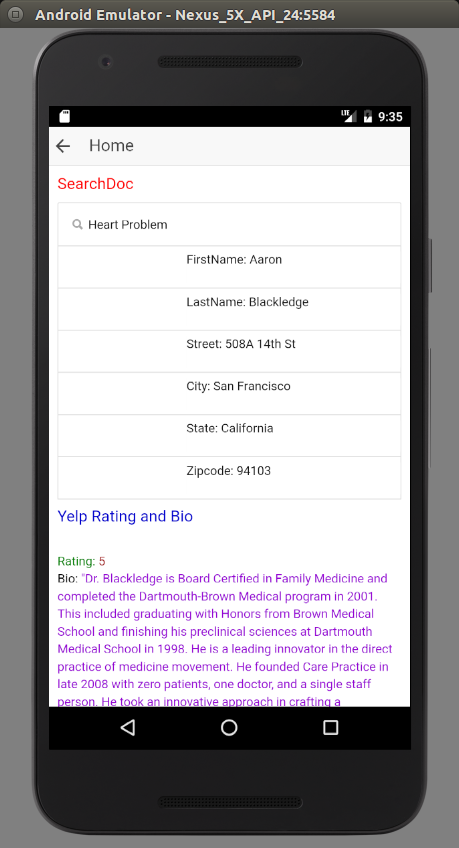 Android Emulator - Nexus_5X_API_24:5584
LTE 9:35
Home
SearchDoc
Heart Problem
FirstName: Aaron
LastName: Blackledge
Street: 508A 14th St
City: San Francisco
State: California
Zipcode: 94103
Yelp Rating and Bio
Rating: 5
Bio: "Dr. Blackledge is Board Certified in Family Medicine and
completed the Dartmouth-Brown Medical program in 2001.
This included graduating with Honors from Brown Medical
School and finishing his preclinical sciences at Dartmouth
Medical School in 1998. He is a leading innovator in the direct
practice of medicine movement. He founded Care Practice in
late 2008 with zero patients, one doctor, and a single staff
person. He took an innovative approach in crafting a